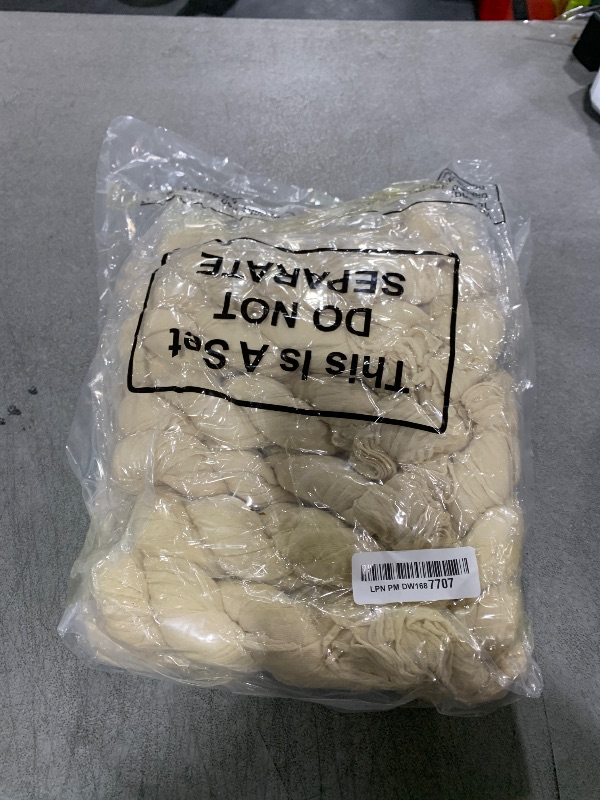 This Is A Set
DO NOT
SEPARATE
LPN PM DW168 7707